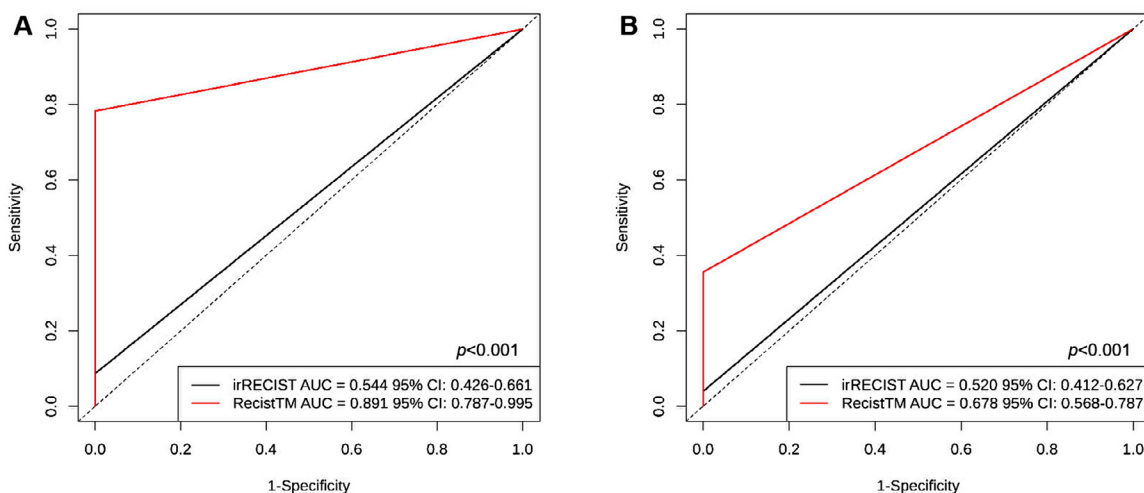 A
1.0
0.8
0.6
0.4
0.2
0.0
Sensitivity
p<0.001
irRECIST AUC = 0.544 95% CI: 0.426-0.661
RecistTM AUC = 0.891 95% CI: 0.787-0.995
0.0 0.2 0.4 0.6 0.8 1.0
1-Specificity
B
1.0
0.8
0.6
0.4
0.2
0.0
Sensitivity
p<0.001
irRECIST AUC = 0.520 95% CI: 0.412-0.627
RecistTM AUC = 0.678 95% CI: 0.568-0.787
0.0 0.2 0.4 0.6 0.8 1.0
1-Specificity